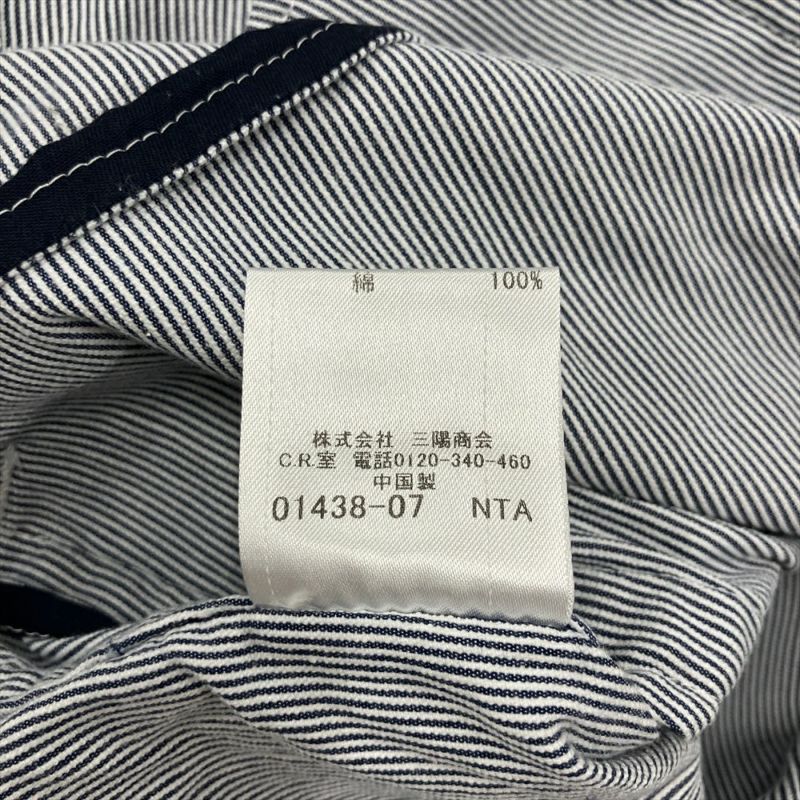 綿 100%
株式会社 三陽商会
C.R.室 電話0120-340-460
中国製
01438-07 NTA